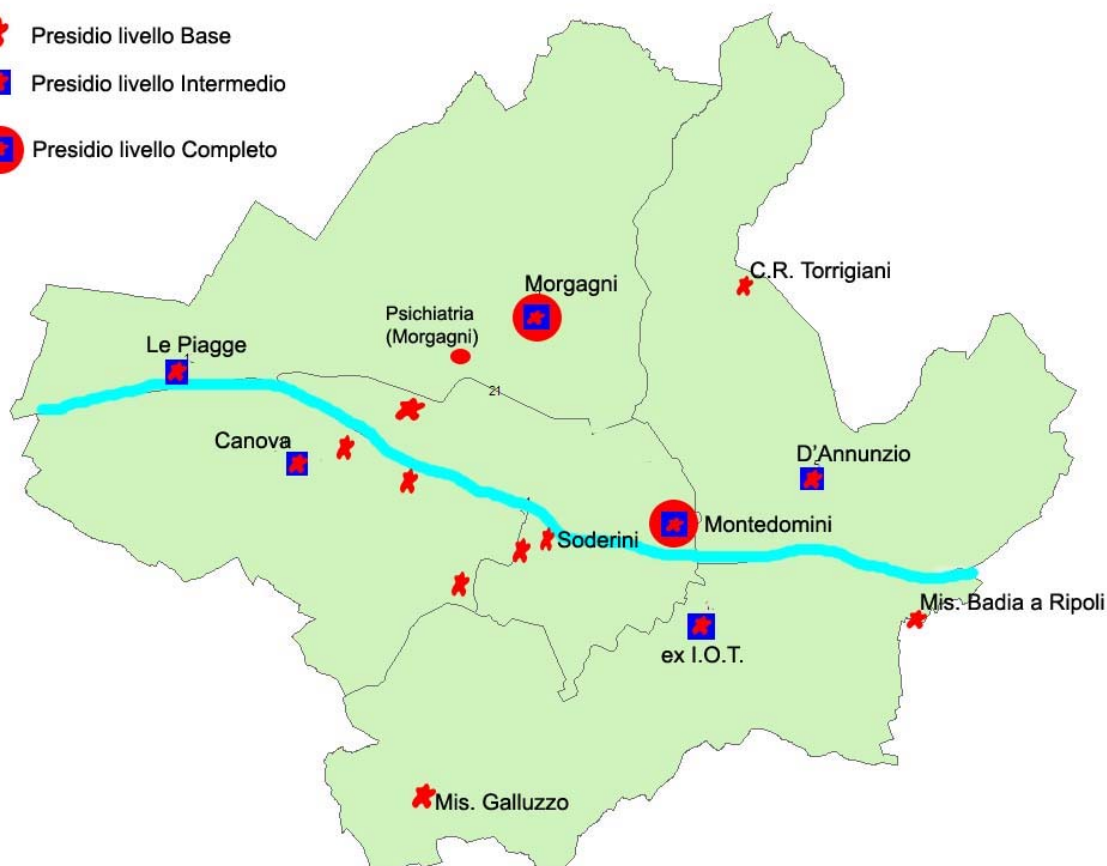 Presidio livello Base
Presidio livello Intermedio
Presidio livello Completo
C.R. Torrigiani
Morgagni
Psichiatria
(Morgagni)
Le Piagge
21
Canova
D'Annunzio
Montedomini
Soderini
Mis. Badia a Ripoli
ex I.O.T.
Mis. Galluzzo